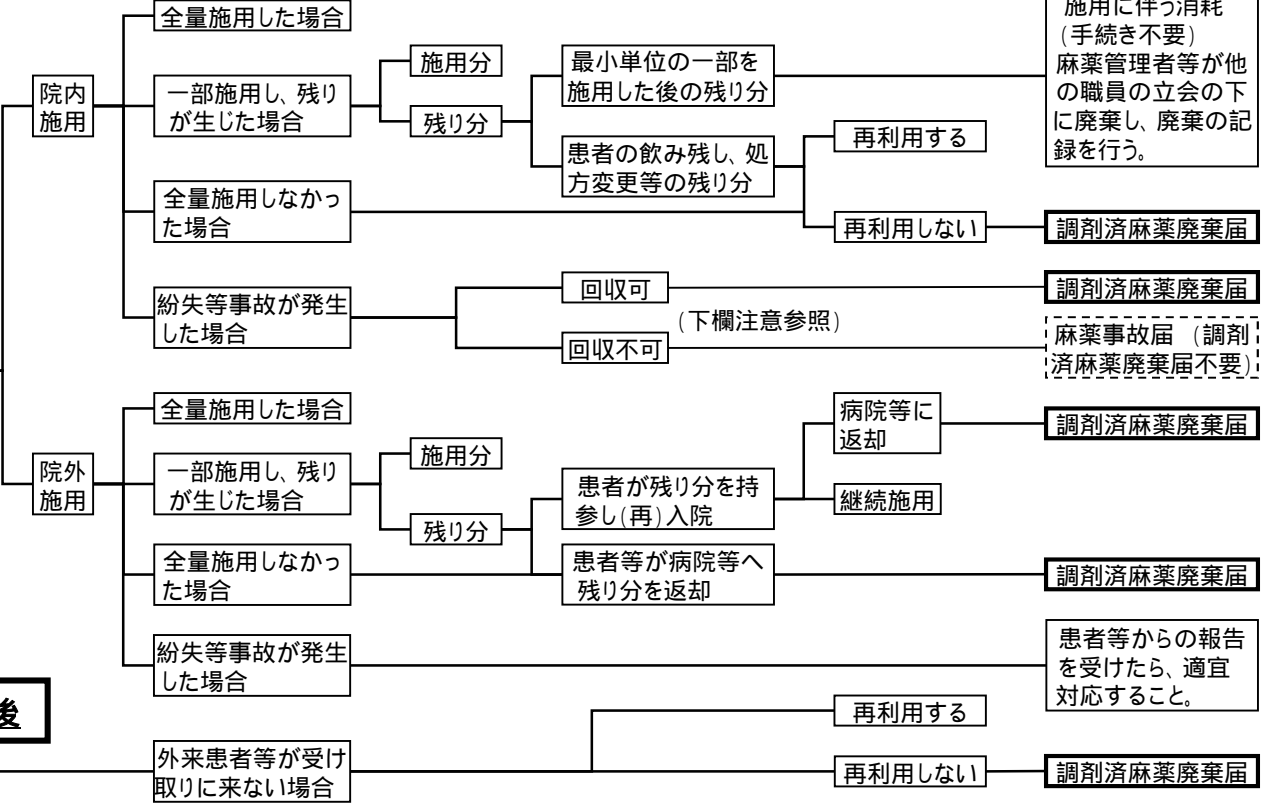 全量施用した場合
施用に伴う消耗
(手続き不要)
麻薬管理者等が他
の職員の立会の下
に廃棄し、廃棄の記
録を行う。
院内
施用
一部施用し、残り
が生じた場合
施用分
残り分
最小単位の一部を
施用した後の残り分
患者の飲み残し、処
方変更等の残り分
再利用する
全量施用しなかっ
た場合
再利用しない
調剤済麻薬廃棄届
紛失等事故が発生
した場合
回収可
調剤済麻薬廃棄届
(下欄注意参照)
回収不可
麻薬事故届 (調剤
済麻薬廃棄届不要)
院外
施用
全量施用した場合
一部施用し、残り
が生じた場合
施用分
残り分
患者が残り分を持
参し(再)入院
病院等に
返却
調剤済麻薬廃棄届
継続施用
全量施用しなかっ
た場合
患者等が病院等へ
残り分を返却
調剤済麻薬廃棄届
紛失等事故が発生
した場合
患者等からの報告
を受けたら、適宜
対応すること。
後
外来患者等が受け
取りに来ない場合
再利用する
再利用しない
調剤済麻薬廃棄届